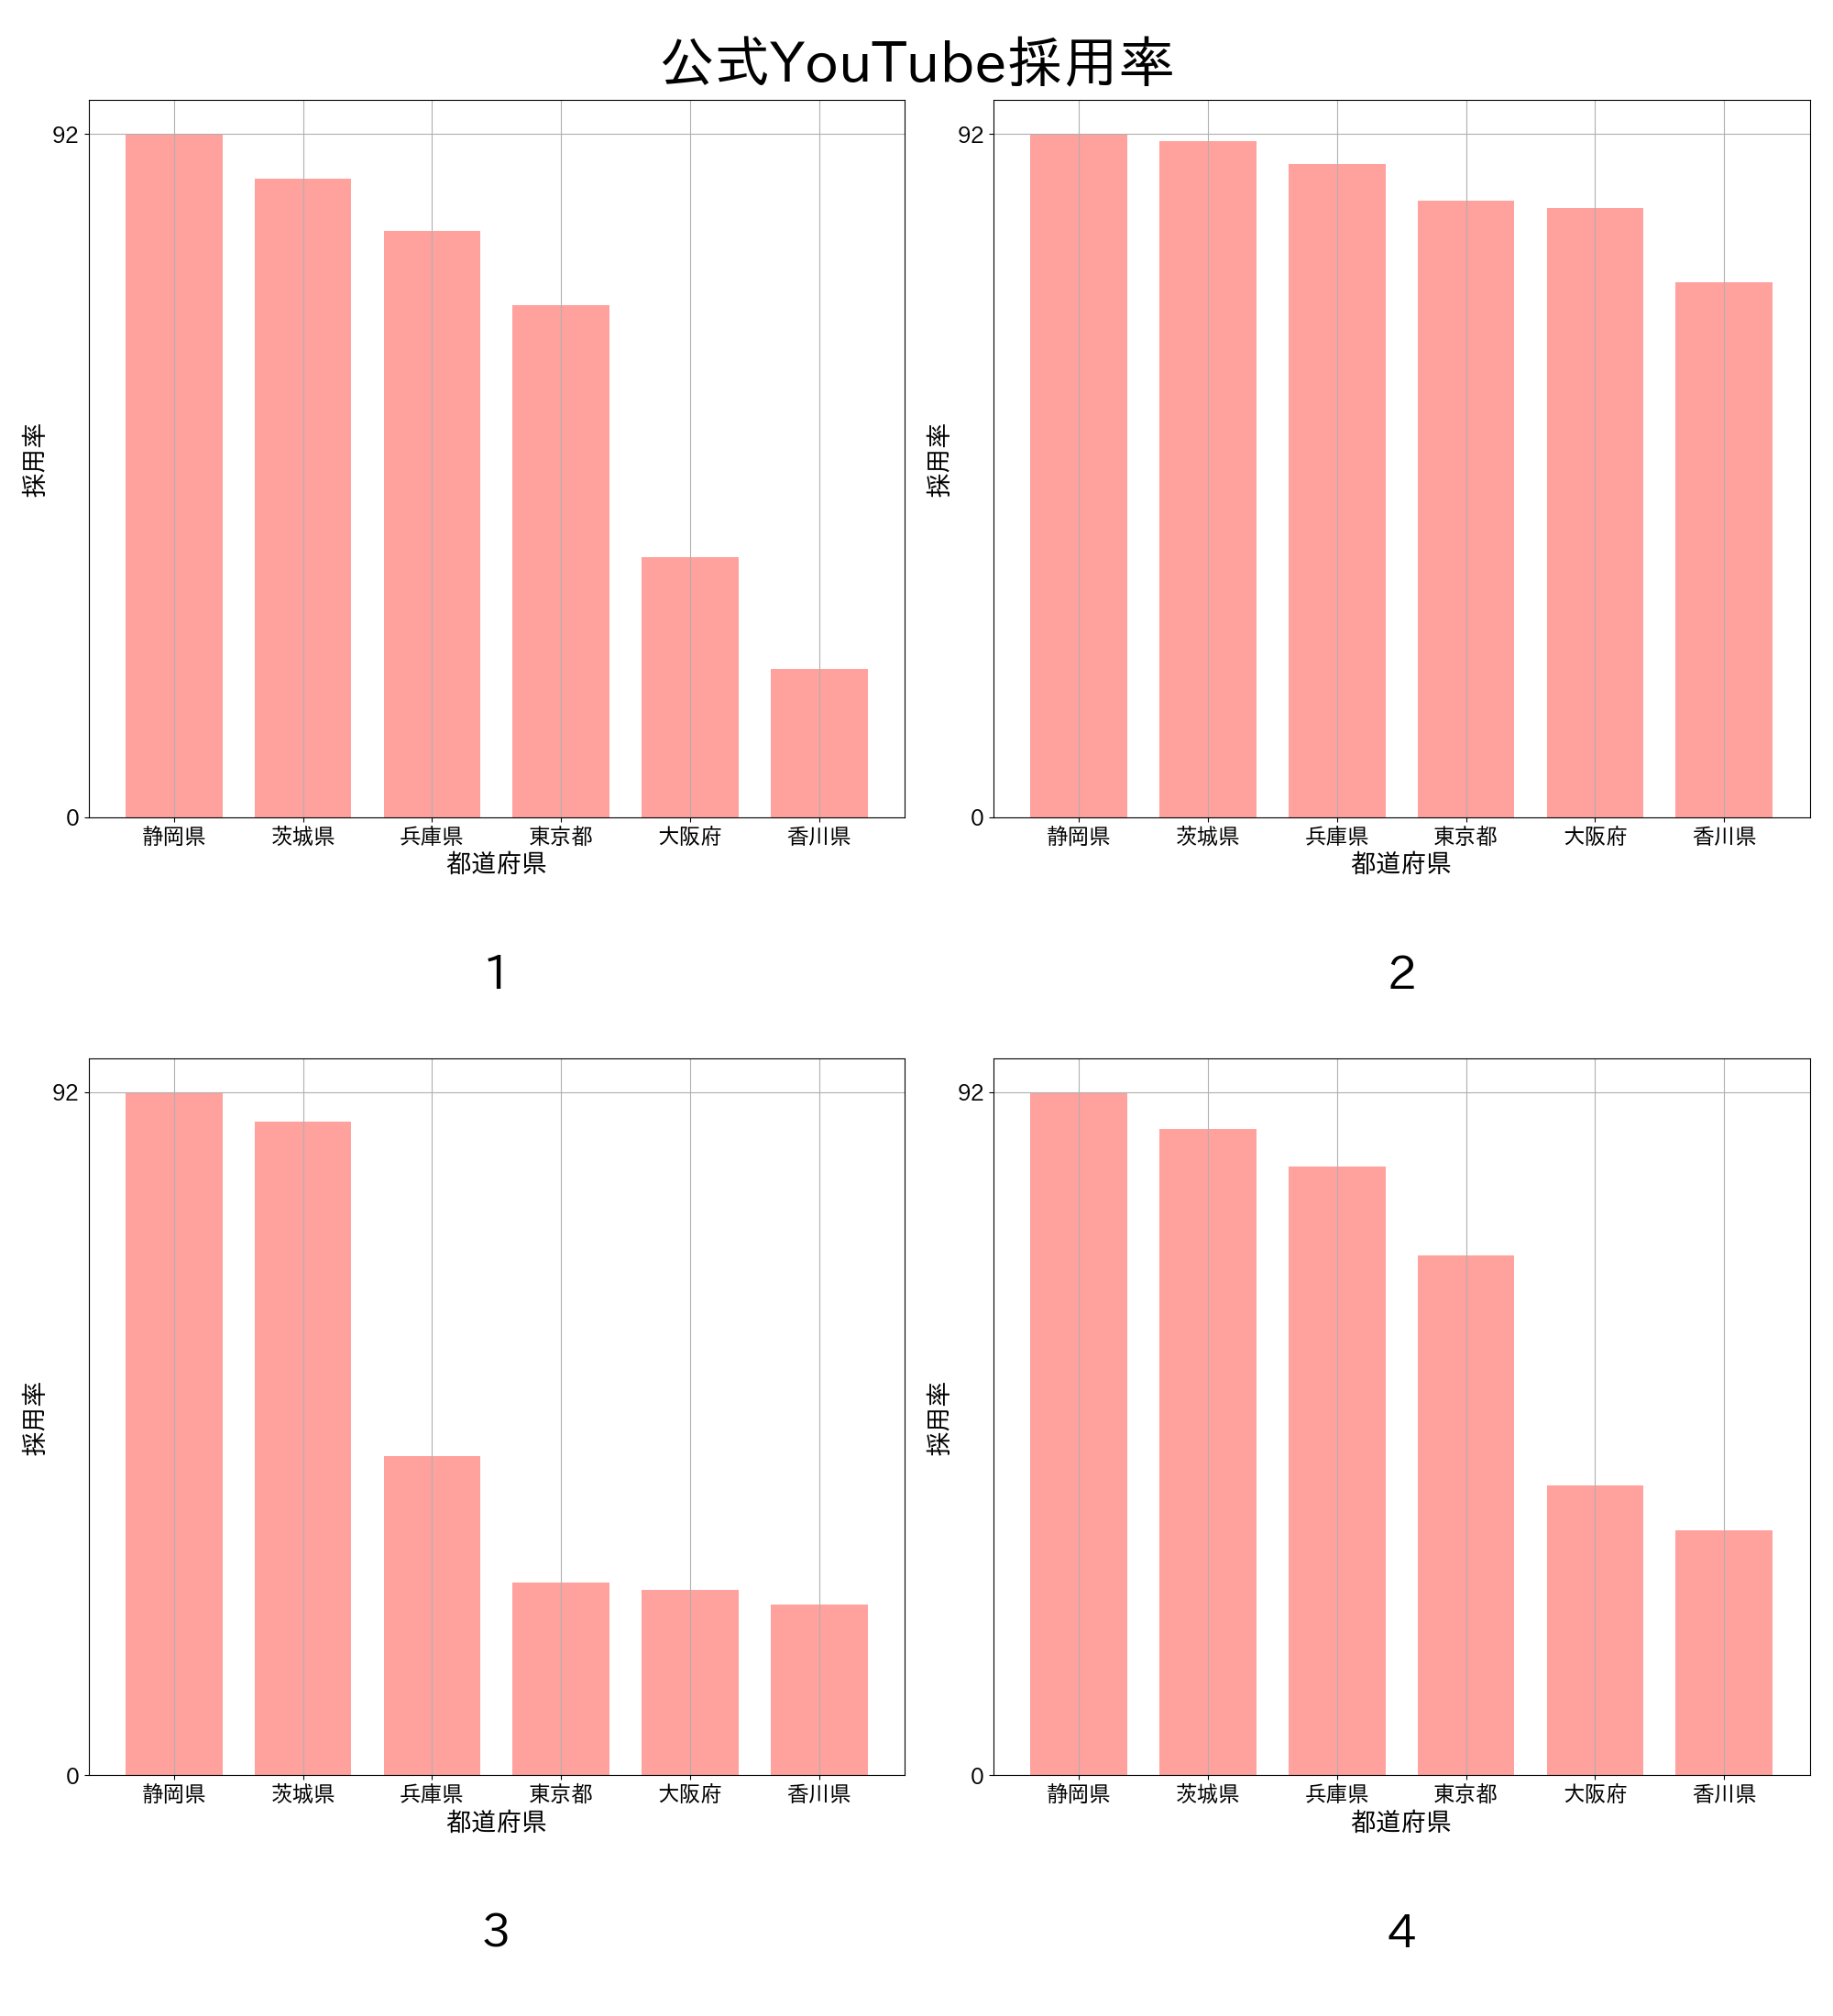 公式YouTube採用率
92
採用率
0
静岡県 茨城県 兵庫県 東京都 大阪府 香川県
都道府県
1
92
採用率
0
静岡県 茨城県 兵庫県 東京都 大阪府 香川県
都道府県
2
92
採用率
0
静岡県 茨城県 兵庫県 東京都 大阪府 香川県
都道府県
3
92
採用率
0
静岡県 茨城県 兵庫県 東京都 大阪府 香川県
都道府県
4